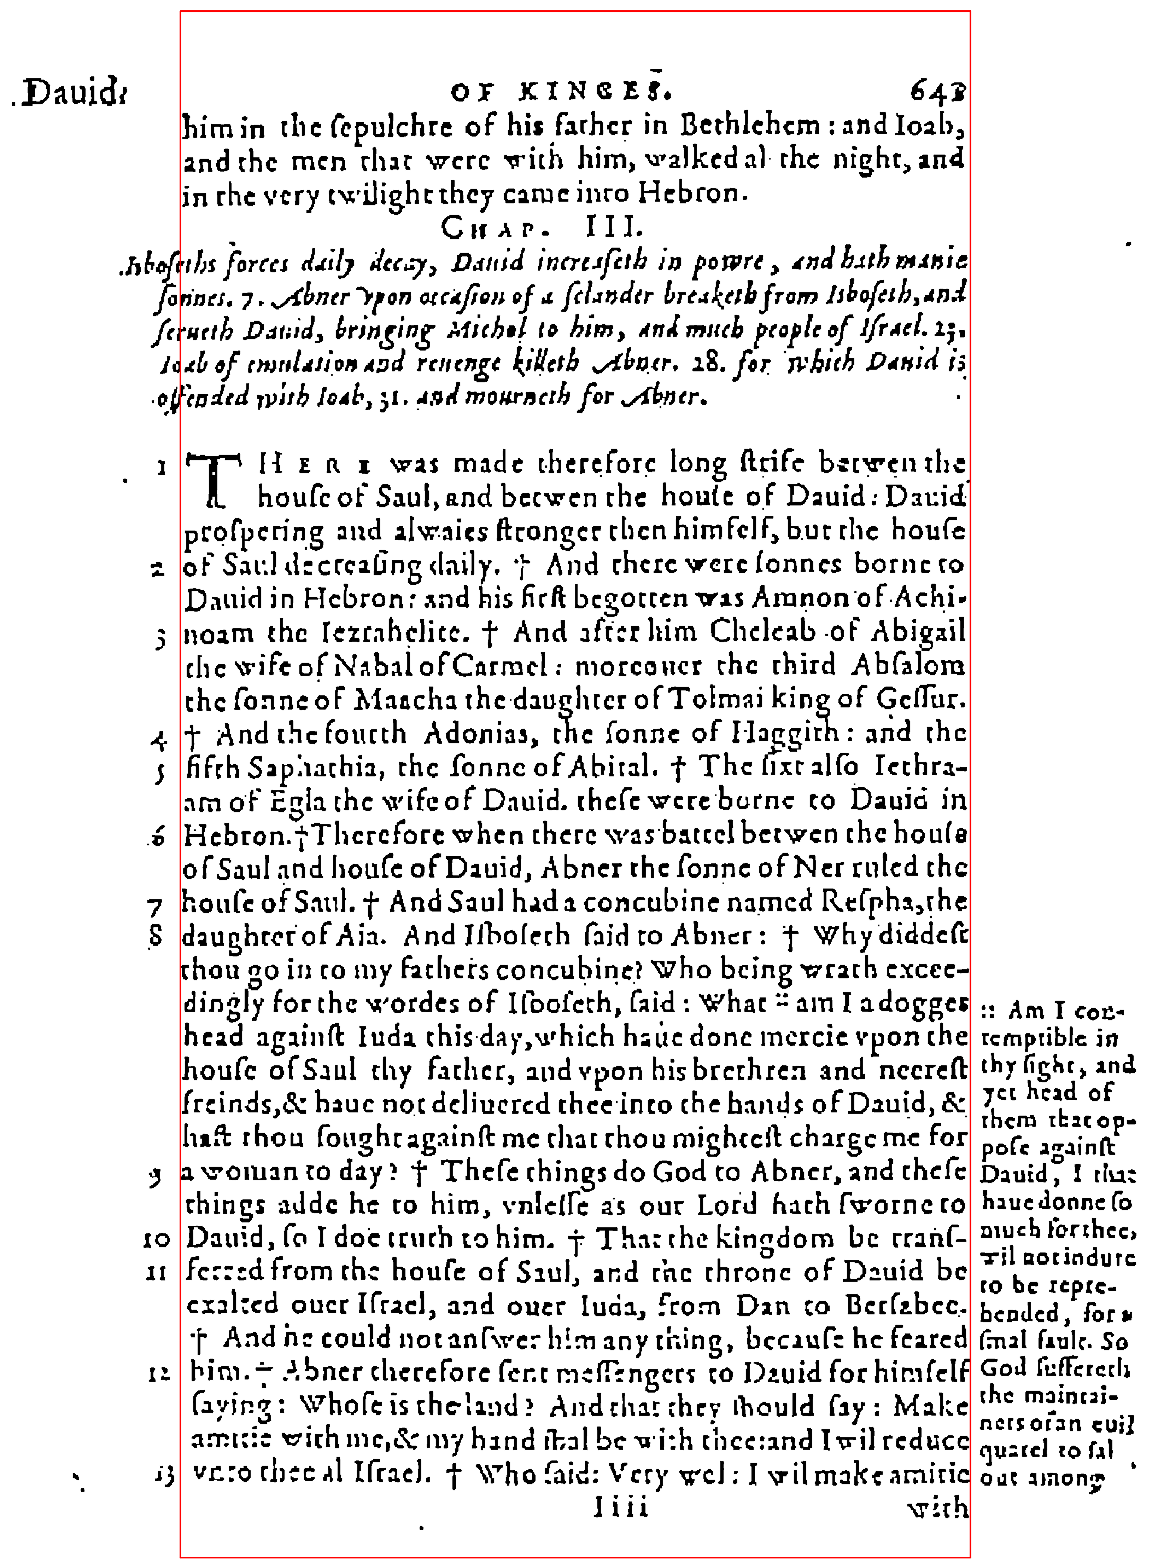 Dauid. OF KINGES. 643
him in the ſepulchre of his father in Bethlehem : and Ioab,
and the men that were with him, walked al the night, and
in the very twilight they came into Hebron.
CHAP. III.
Isboſeths forces daily decay, Dauid increaſeth in powre, and hath manie
ſonnes. 7. Abner vpon occaſion of a ſclander breaketh from Isboſeth, and
ſerueth Dauid, bringing Michol to him, and much people of Iſrael. 23.
Ioab of emulation and reuenge killeth Abner. 28. for which Dauid is
offended with Ioab, 31. and mourneth for Abner.
1 THERE was made therefore long ſtrife betwen the
houſe of Saul, and betwen the houſe of Dauid: Dauid
proſpering and alwaies ſtronger then himſelf, but the houſe
2 of Saul decreaſing daily. † And there were ſonnes borne to
Dauid in Hebron: and his firſt begotten was Amnon of Achi-
3 noam the Iezrahelite. † And after him Cheleab of Abigail
the wife of Nabal of Carmel: moreouer the third Abſalom
the ſonne of Maacha the daughter of Tolmai king of Geſſur.
4 † And the fourth Adonias, the ſonne of Haggith: and the
5 fifth Saphathia, the ſonne of Abital. † The ſixt alſo Iethra-
am of Egla the wife of Dauid. theſe were borne to Dauid in
6 Hebron. † Therefore when there was battel betwen the houſe
of Saul and houſe of Dauid, Abner the ſonne of Ner ruled the
7 houſe of Saul. † And Saul had a concubine named Reſpha, the
8 daughter of Aia. And Iſboſeth ſaid to Abner: † Why diddeſt
thou go in to my fathers concubine? Who being wrath excee-
dingly for the wordes of Iſboſeth, ſaid: What :: am I a dogges
head againſt Iuda this day, which haue done mercie vpon the
houſe of Saul thy father, and vpon his brethren and neereſt
freinds, & haue not deliuered thee into the hands of Dauid, &
haſt thou ſought againſt me that thou mighteſt charge me for
9 a woman to day? † Theſe things do God to Abner, and theſe
things adde he to him, vnleſſe as our Lord hath ſworne to
10 Dauid, ſo I doe truth to him. † That the kingdom be tranſ-
11 ferred from the houſe of Saul, and the throne of Dauid be
exalted ouer Iſrael, and ouer Iuda, from Dan to Berſabee.
† And he could not anſwer him any thing, becauſe he feared
12 him. † Abner therefore ſent meſſengers to Dauid for himſelf
ſaying: Whoſe is the land? And that they ſhould ſay: Make
amitie with me, & my hand ſhal be with thee: and I wil reduce
13 vnto thee al Iſrael. † Who ſaid: Very wel: I wil make amitie
Iiii with
:: Am I con-
temptible in
thy ſight, and
yet head of
them that op-
poſe againſt
Dauid, I that
haue donne ſo
much for thee,
wil not indure
to be repre-
hended, for a
ſmal fault. So
God ſuffereth
the maintai-
ners of an euil
quarel to fal
out among